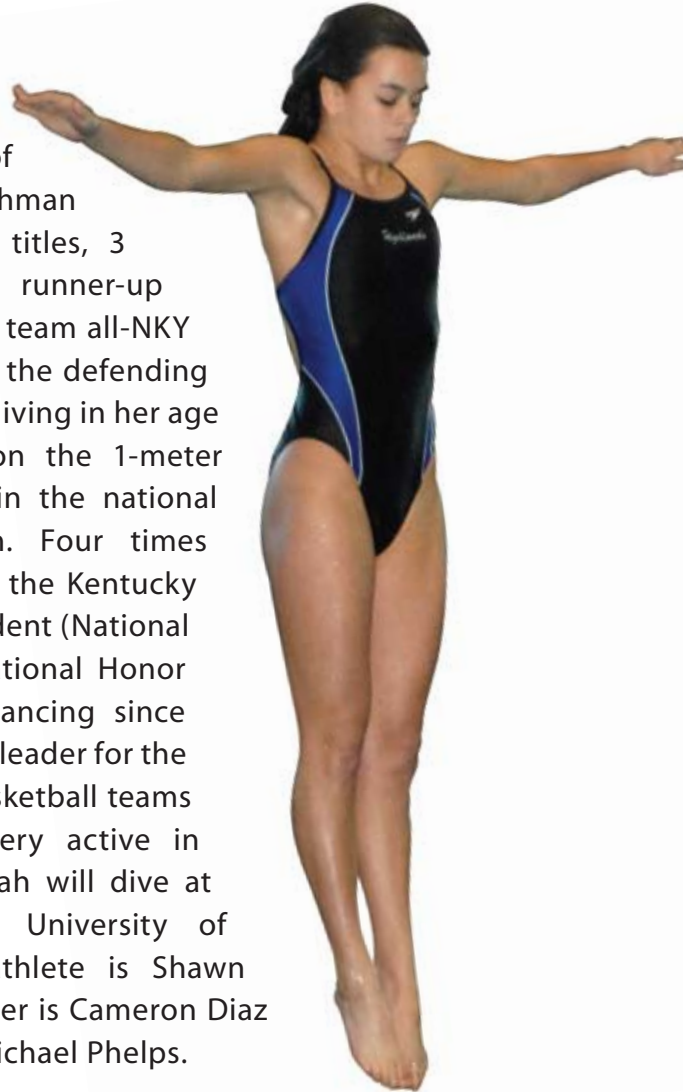 of
hman
titles, 3
runner-up
team all-NKY
the defending
iving in her age
on the 1-meter
in the national
n. Four times
the Kentucky
dent (National
tional Honor
ancing since
leader for the
sketball teams
ery active in
ah will dive at
University of
thlete is Shawn
er is Cameron Diaz
ichael Phelps.